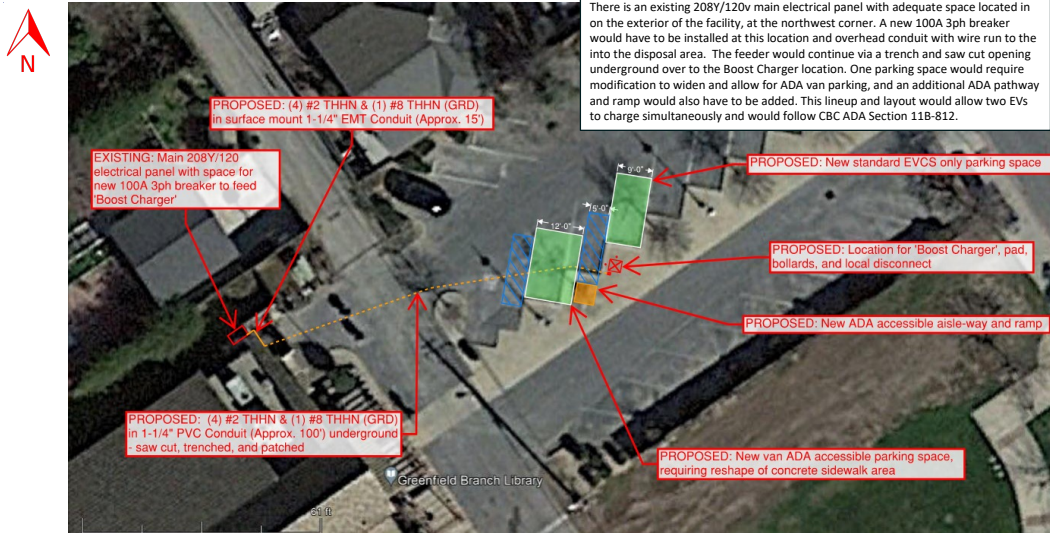 There is an existing 208Y/120v main electrical panel with adequate space located in
on the exterior of the facility, at the northwest corner. A new 100A 3ph breaker
would have to be installed at this location and overhead conduit with wire run to the
into the disposal area. The feeder would continue via a trench and saw cut opening
underground over to the Boost Charger location. One parking space would require
modification to widen and allow for ADA van parking, and an additional ADA pathway
and ramp would also have to be added. This lineup and layout would allow two EVs
to charge simultaneously and would follow CBC ADA Section 11B-812.
N
PROPOSED: (4) #2 THHN & (1) #8 THHN (GRD)
in surface mount 1-1/4" EMT Conduit (Approx. 15')
EXISTING: Main 208Y/120
electrical panel with space for
new 100A 3ph breaker to feed
'Boost Charger'
PROPOSED: New standard EVCS only parking space
9'-0"
5'-0"
12'-0"
PROPOSED: Location for 'Boost Charger', pad,
bollards, and local disconnect
PROPOSED: New ADA accessible aisle-way and ramp
PROPOSED: (4) #2 THHN & (1) #8 THHN (GRD)
in 1-1/4" PVC Conduit (Approx. 100') underground
- saw cut, trenched, and patched
PROPOSED: New van ADA accessible parking space,
requiring reshape of concrete sidewalk area
Greenfield Branch Library